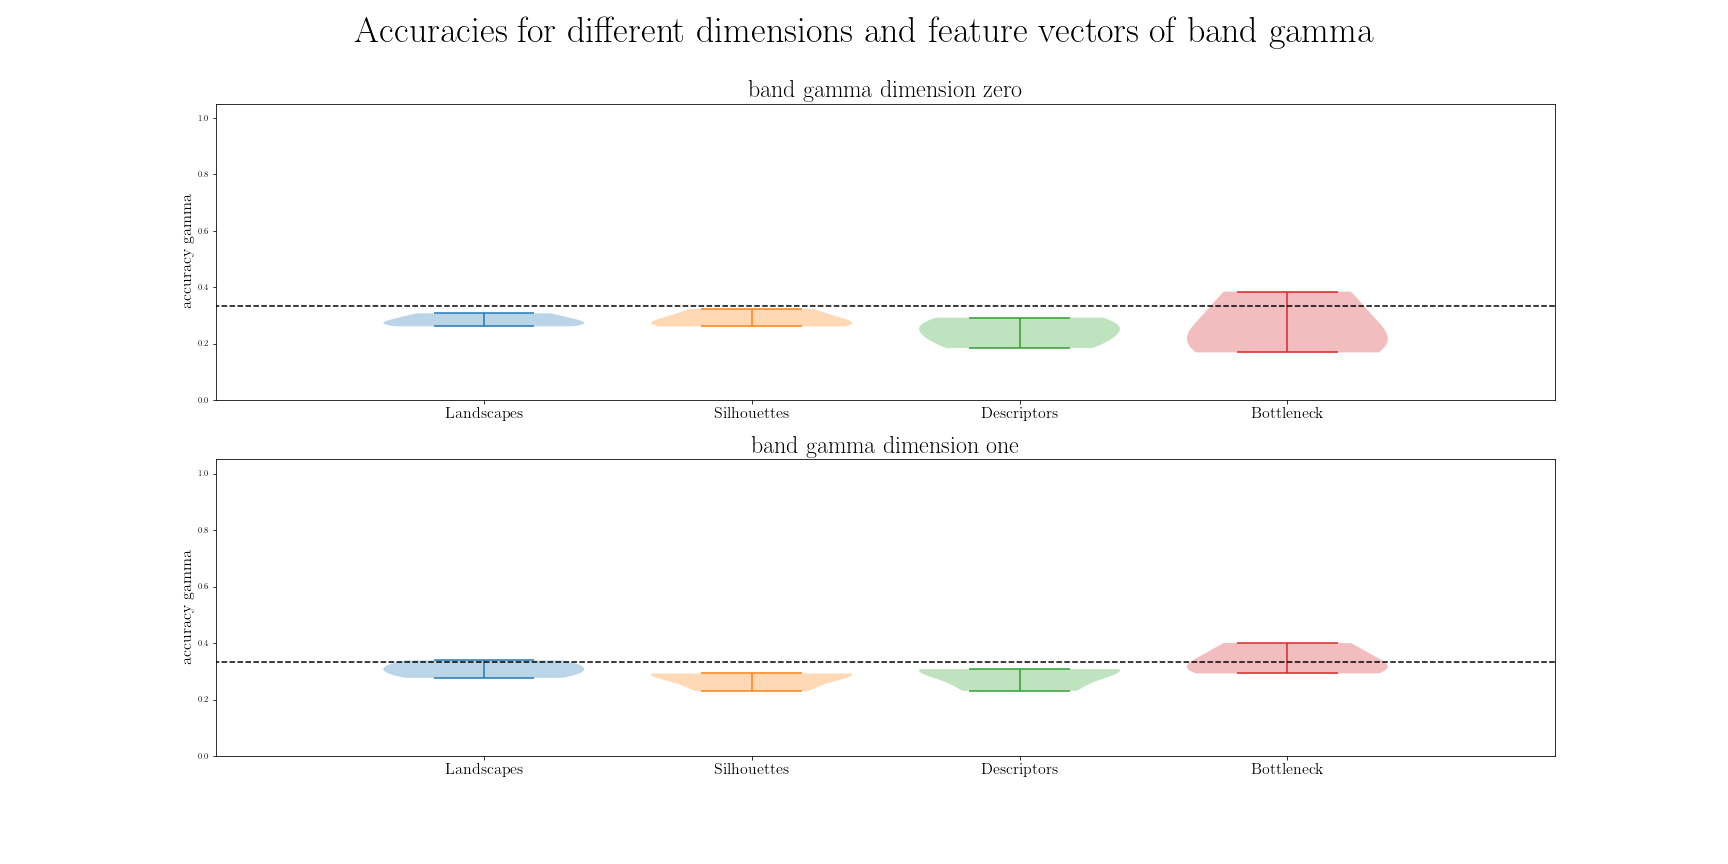 Accuracies for different dimensions and feature vectors of band gamma
band gamma dimension zero
accuracy gamma
1.0
0.8
0.6
0.4
0.2
0.0
Landscapes Silhouettes Descriptors Bottleneck
band gamma dimension one
accuracy gamma
1.0
0.8
0.6
0.4
0.2
0.0
Landscapes Silhouettes Descriptors Bottleneck